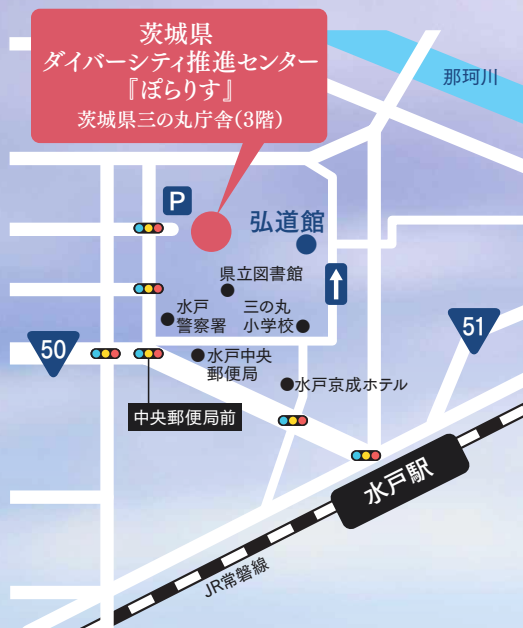 茨城県
ダイバーシティ推進センター
『ぽらりす』
茨城県三の丸庁舎(3階)
那珂川
P
弘道館
県立図書館
水戸
警察署
三の丸
小学校
50
51
水戸中央
郵便局
水戸京成ホテル
中央郵便局前
水戸駅
JR常磐線